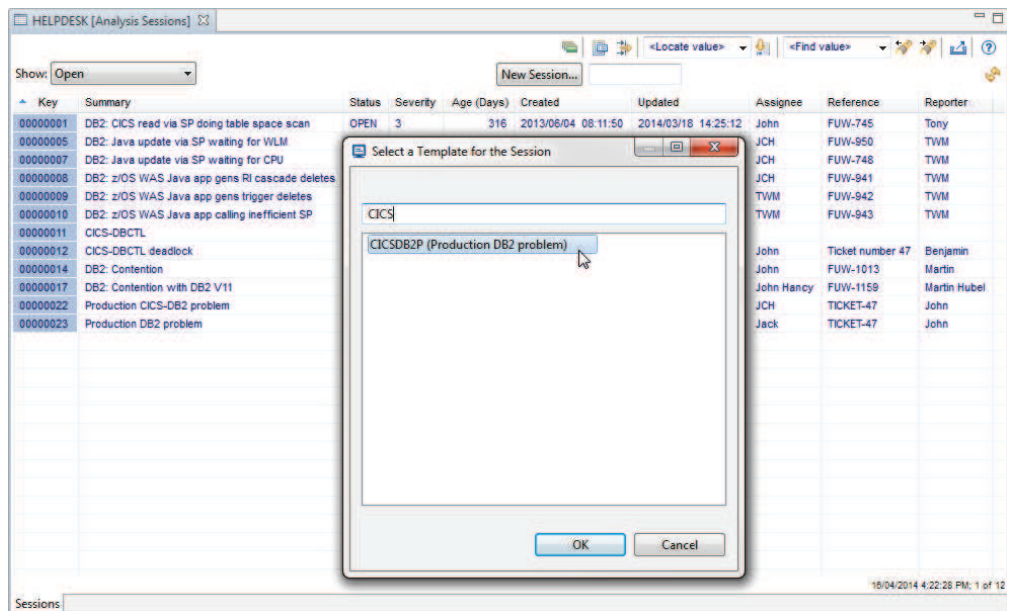 HELPDESK [Analysis Sessions]
<Locate value> <Find value>
Show: Open New Session...
Key Summary Status Severity Age (Days) Created Updated Assignee Reference Reporter
00000001 DB2: CICS read via SP doing table space scan OPEN 3 316 2013/06/04 08:11:50 2014/03/18 14:25:12 John FUW-745 Tony
00000005 DB2: Java update via SP waiting for WLM JCH FUW-950 TWM
00000007 DB2: Java update via SP waiting for CPU JCH FUW-748 TWM
00000008 DB2: z/OS WAS Java app gens RI cascade deletes JCH FUW-941 TWM
00000009 DB2: z/OS WAS Java app gens trigger deletes TWM FUW-942 TWM
00000010 DB2: z/OS WAS Java app calling inefficient SP TWM FUW-943 TWM
00000011 CICS-DBCTL
00000012 CICS-DBCTL deadlock John Ticket number 47 Benjamin
00000014 DB2: Contention John FUW-1013 Martin
00000017 DB2: Contention with DB2 V11 John Hancy FUW-1159 Martin Hubel
00000022 Production CICS-DB2 problem JCH TICKET-47 John
00000023 Production DB2 problem Jack TICKET-47 John
Select a Template for the Session
CICS
CICSDB2P (Production DB2 problem)
OK Cancel
16/04/2014 4:22:28 PM; 1 of 12
Sessions